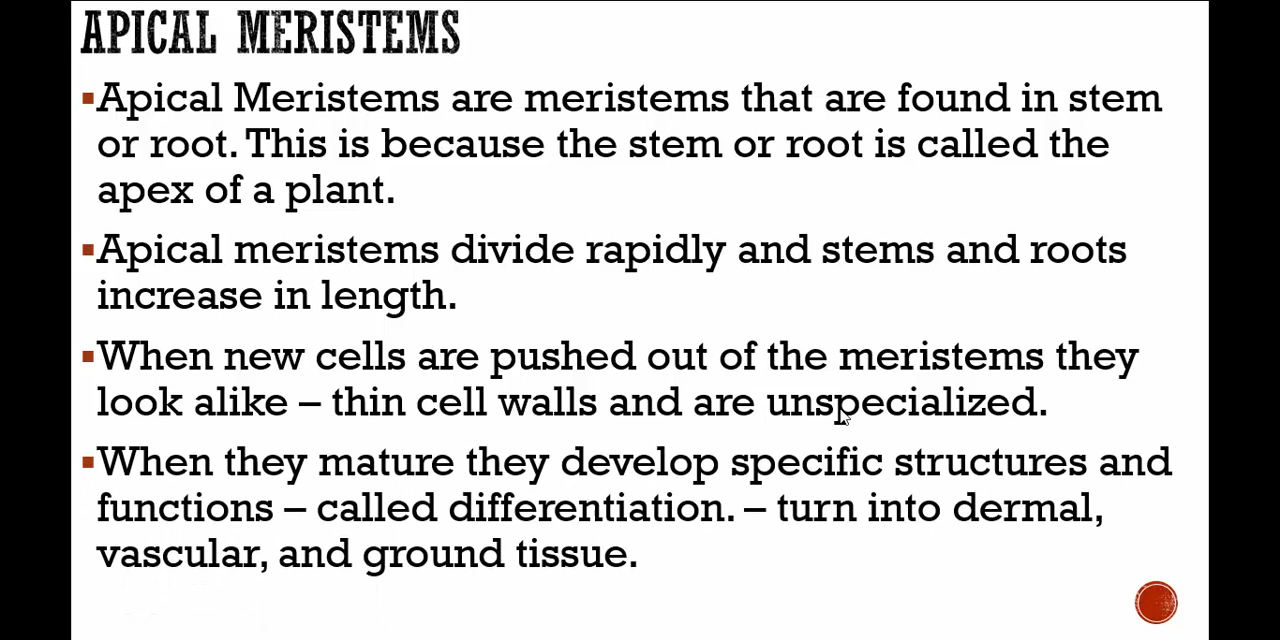 APICAL MERISTEMS
▪Apical Meristems are meristems that are found in stem
or root. This is because the stem or root is called the
apex of a plant.
▪Apical meristems divide rapidly and stems and roots
increase in length.
▪When new cells are pushed out of the meristems they
look alike – thin cell walls and are unspecialized.
▪When they mature they develop specific structures and
functions – called differentiation. – turn into dermal,
vascular, and ground tissue.